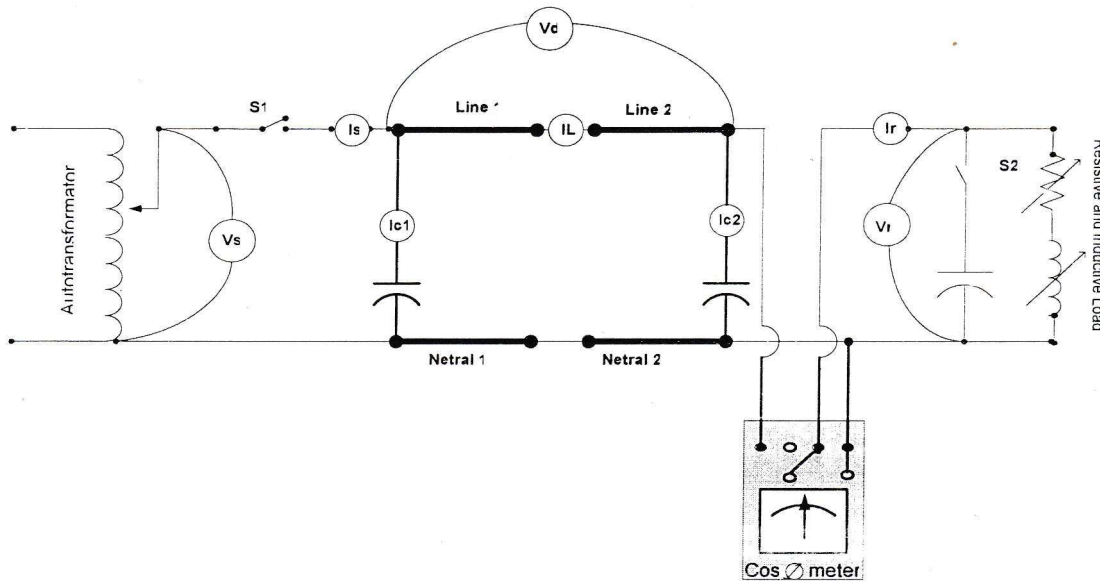 Vd
S1
Is
Line 1
IL
Line 2
Ir
S2
Autotransformator
Vs
Ic1
Ic2
Vr
Resistive and Inductive Load
Netral 1
Netral 2
Cos ∅ meter